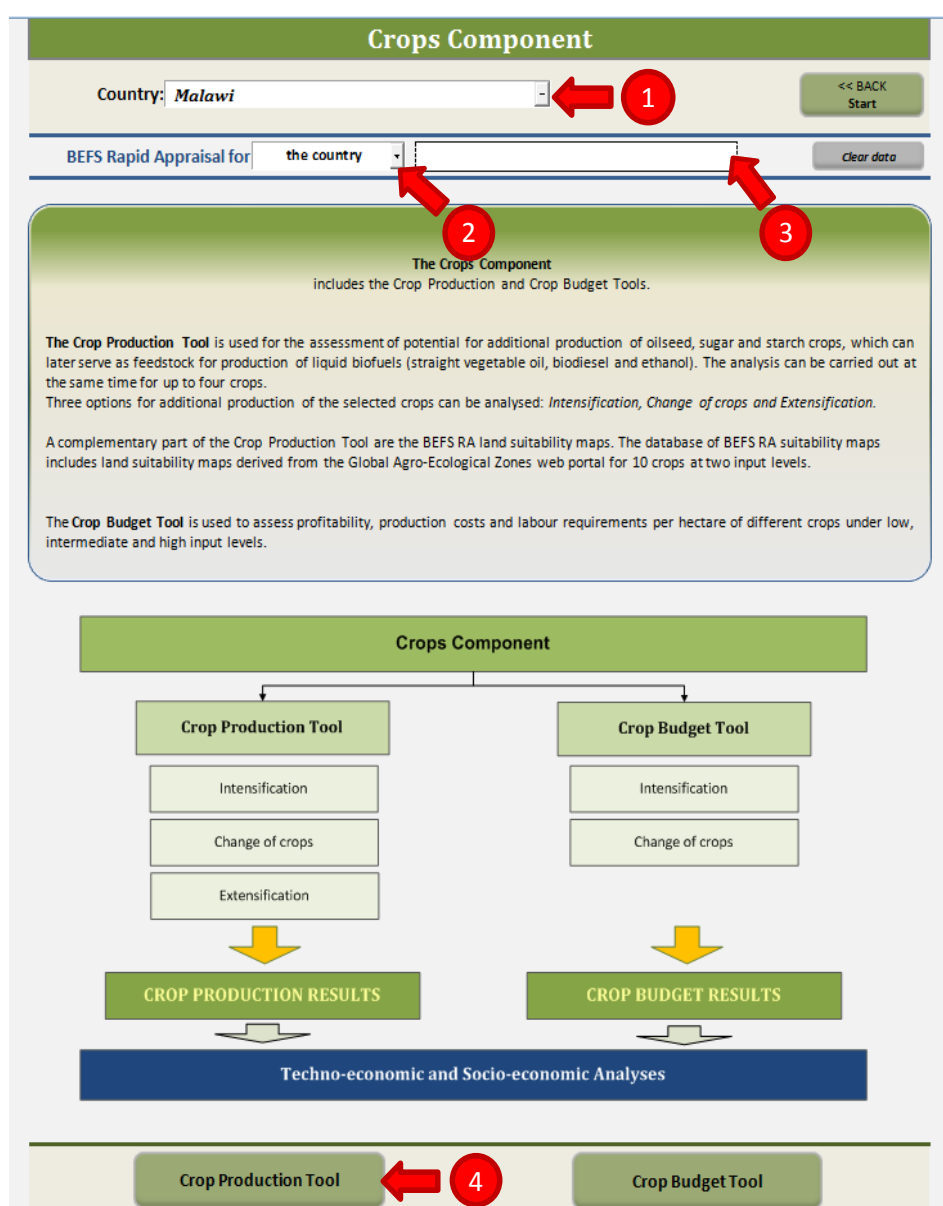 Crops Component
Country: Malawi
1
<< BACK
Start
BEFS Rapid Appraisal for the country
Clear data
2
3
The Crops Component
includes the Crop Production and Crop Budget Tools.
The Crop Production Tool is used for the assessment of potential for additional production of oilseed, sugar and starch crops, which can
later serve as feedstock for production of liquid biofuels (straight vegetable oil, biodiesel and ethanol). The analysis can be carried out at
the same time for up to four crops.
Three options for additional production of the selected crops can be analysed: Intensification, Change of crops and Extensification.
A complementary part of the Crop Production Tool are the BEFS RA land suitability maps. The database of BEFS RA suitability maps
includes land suitability maps derived from the Global Agro-Ecological Zones web portal for 10 crops at two input levels.
The Crop Budget Tool is used to assess profitability, production costs and labour requirements per hectare of different crops under low,
intermediate and high input levels.
Crops Component
Crop Production Tool
Crop Budget Tool
Intensification
Intensification
Change of crops
Change of crops
Extensification
CROP PRODUCTION RESULTS
CROP BUDGET RESULTS
Techno-economic and Socio-economic Analyses
Crop Production Tool
4
Crop Budget Tool